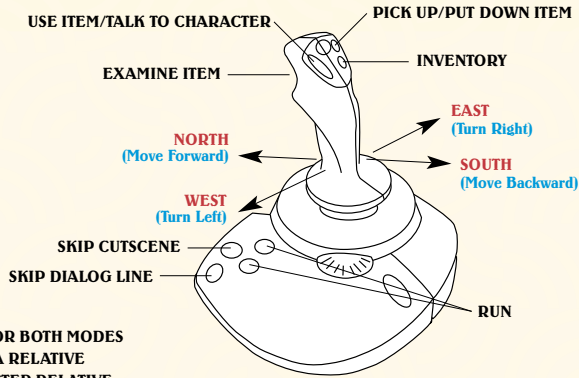 USE ITEM/TALK TO CHARACTER
PICK UP/PUT DOWN ITEM
EXAMINE ITEM
INVENTORY
EAST
(Turn Right)
NORTH
(Move Forward)
SOUTH
(Move Backward)
WEST
(Turn Left)
SKIP CUTSCENE
SKIP DIALOG LINE
RUN
BOTH MODES
RELATIVE
RELATIVE